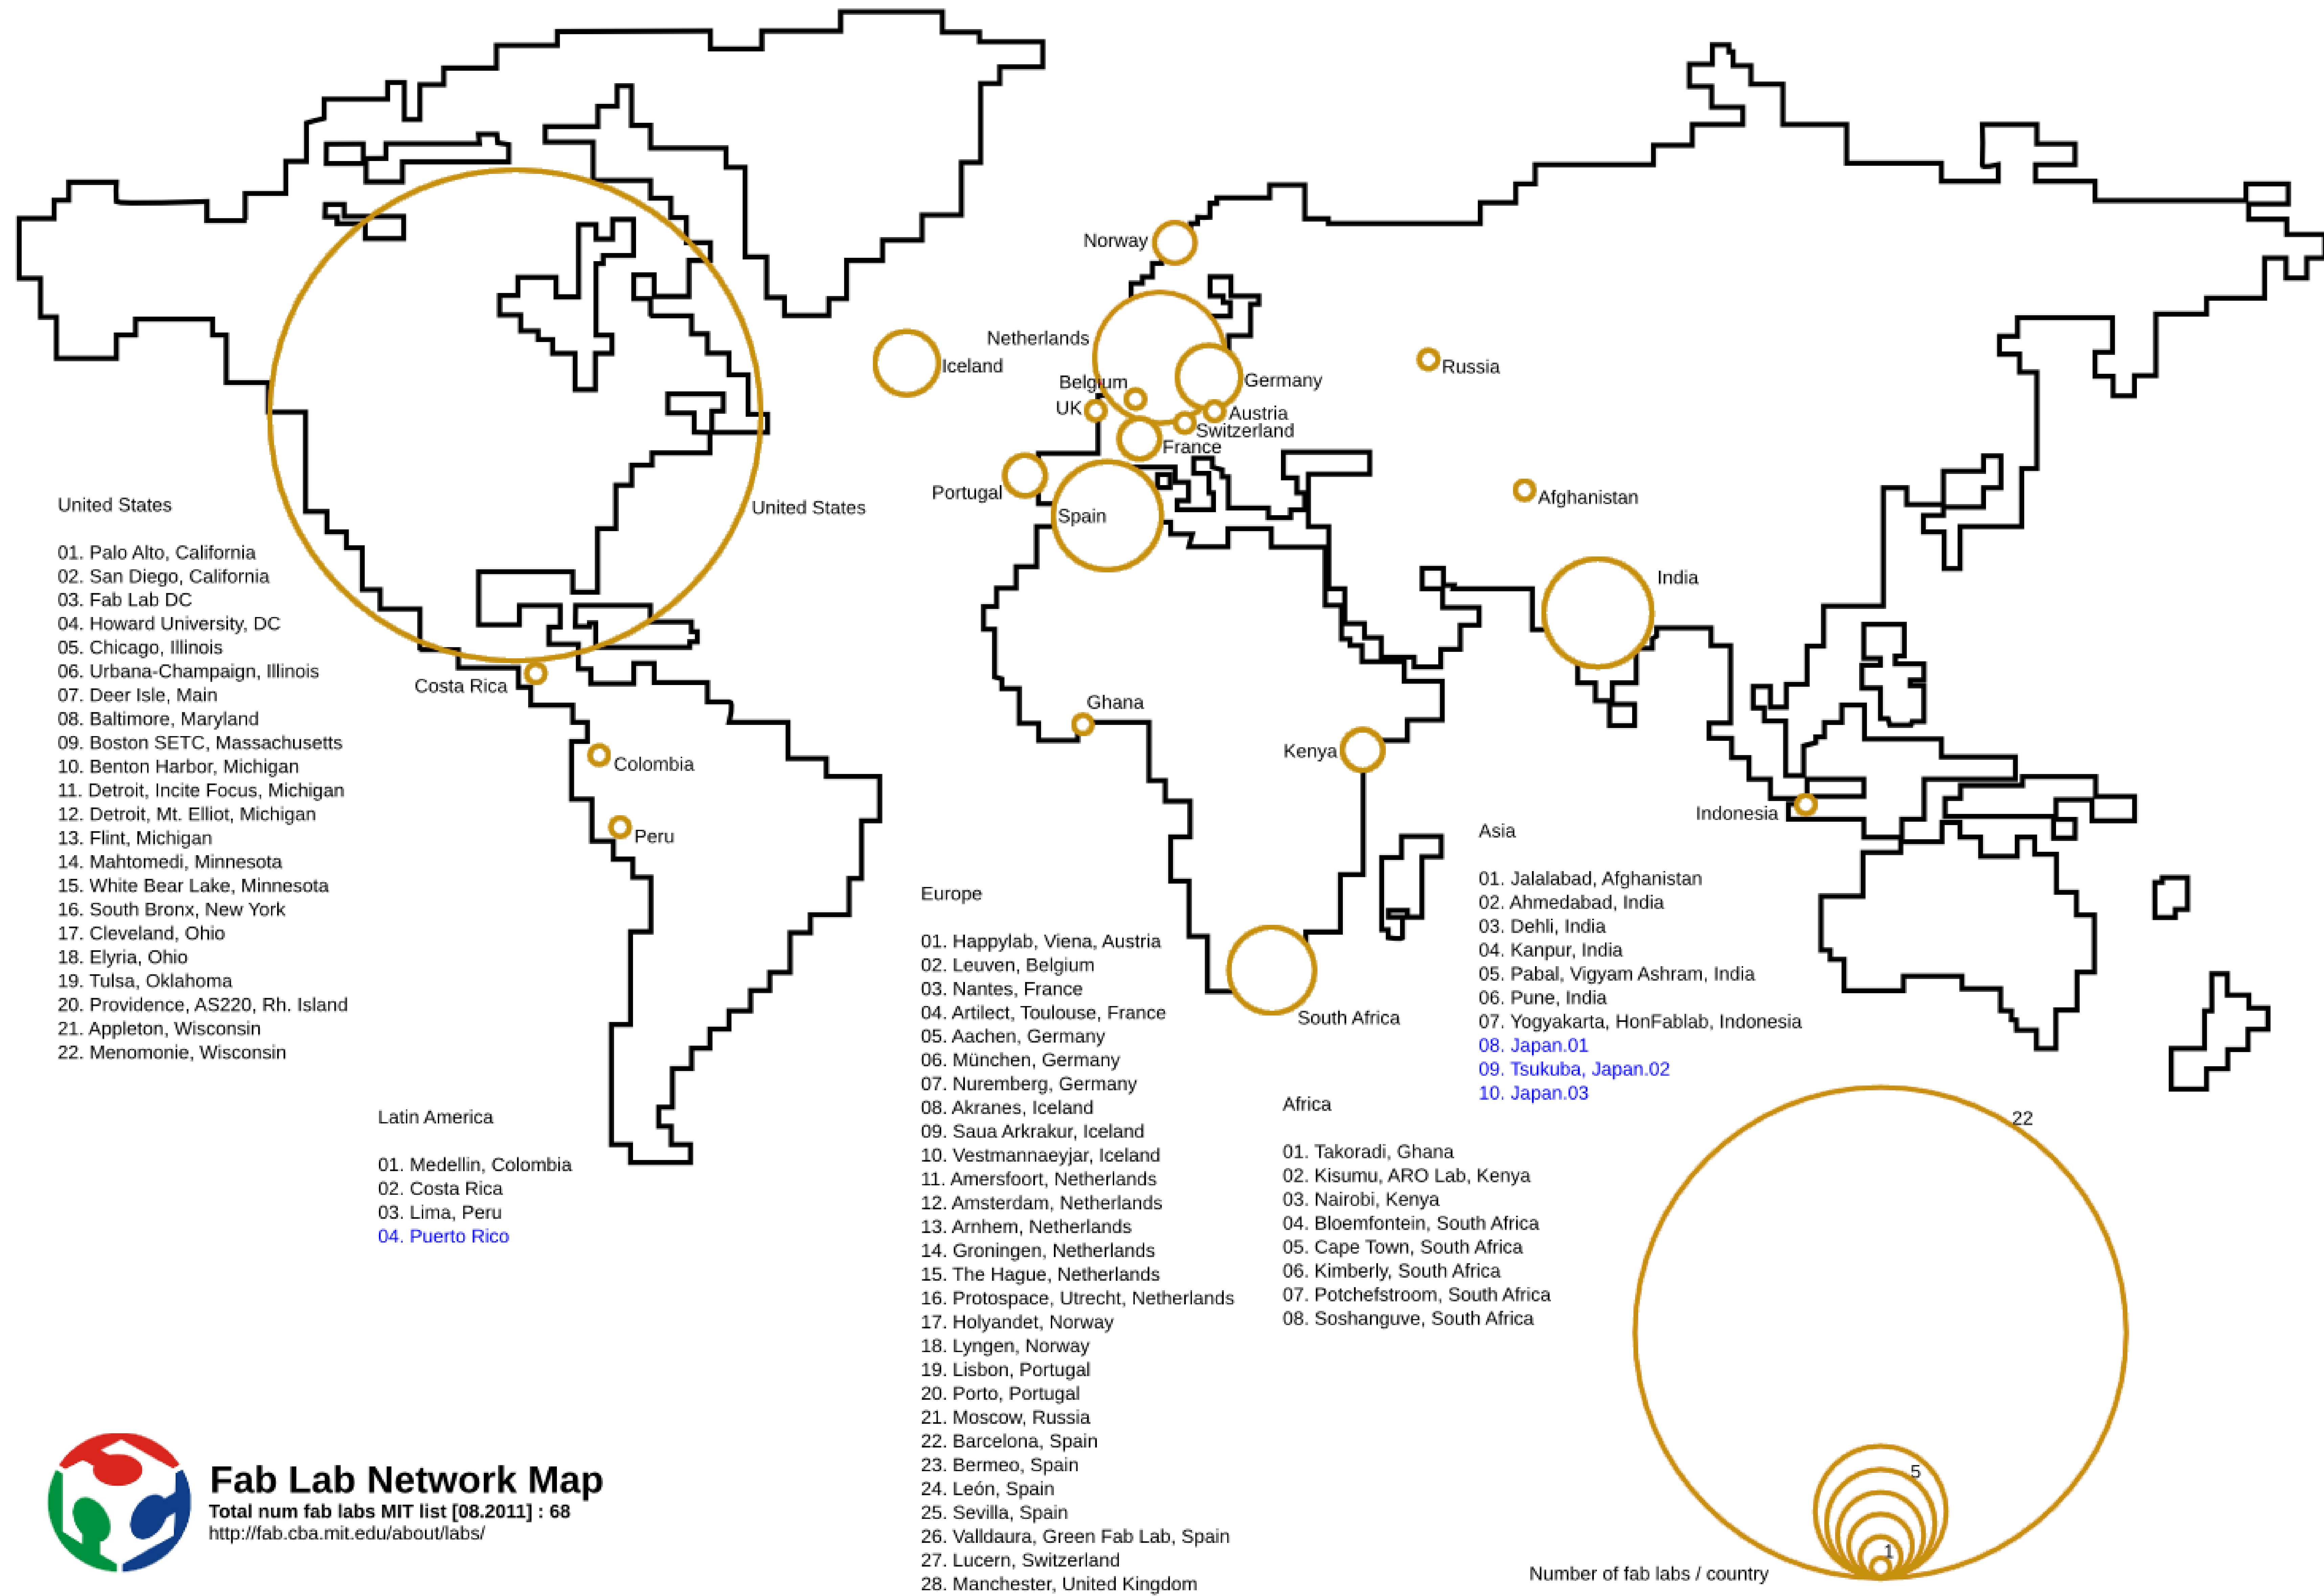 Norway
Netherlands
Iceland
Belgium
Germany
Russia
UK
Austria
Switzerland
France
Portugal
Spain
Afghanistan
United States
India
Costa Rica
Ghana
Colombia
Kenya
Peru
Indonesia
South Africa
United States
01. Palo Alto, California
02. San Diego, California
03. Fab Lab DC
04. Howard University, DC
05. Chicago, Illinois
06. Urbana-Champaign, Illinois
07. Deer Isle, Main
08. Baltimore, Maryland
09. Boston SETC, Massachusetts
10. Benton Harbor, Michigan
11. Detroit, Incite Focus, Michigan
12. Detroit, Mt. Elliot, Michigan
13. Flint, Michigan
14. Mahtomedi, Minnesota
15. White Bear Lake, Minnesota
16. South Bronx, New York
17. Cleveland, Ohio
18. Elyria, Ohio
19. Tulsa, Oklahoma
20. Providence, AS220, Rh. Island
21. Appleton, Wisconsin
22. Menomonie, Wisconsin
Latin America
01. Medellin, Colombia
02. Costa Rica
03. Lima, Peru
04. Puerto Rico
Europe
01. Happylab, Viena, Austria
02. Leuven, Belgium
03. Nantes, France
04. Artilect, Toulouse, France
05. Aachen, Germany
06. München, Germany
07. Nuremberg, Germany
08. Akranes, Iceland
09. Saua Arkrakur, Iceland
10. Vestmannaeyjar, Iceland
11. Amersfoort, Netherlands
12. Amsterdam, Netherlands
13. Arnhem, Netherlands
14. Groningen, Netherlands
15. The Hague, Netherlands
16. Protospace, Utrecht, Netherlands
17. Holyandet, Norway
18. Lyngen, Norway
19. Lisbon, Portugal
20. Porto, Portugal
21. Moscow, Russia
22. Barcelona, Spain
23. Bermeo, Spain
24. León, Spain
25. Sevilla, Spain
26. Valldaura, Green Fab Lab, Spain
27. Lucern, Switzerland
28. Manchester, United Kingdom
Africa
01. Takoradi, Ghana
02. Kisumu, ARO Lab, Kenya
03. Nairobi, Kenya
04. Bloemfontein, South Africa
05. Cape Town, South Africa
06. Kimberly, South Africa
07. Potchefstroom, South Africa
08. Soshanguve, South Africa
Asia
01. Jalalabad, Afghanistan
02. Ahmedabad, India
03. Dehli, India
04. Kanpur, India
05. Pabal, Vigyam Ashram, India
06. Pune, India
07. Yogyakarta, HonFablab, Indonesia
08. Japan.01
09. Tsukuba, Japan.02
10. Japan.03
22
5
1
Number of fab labs / country
Fab Lab Network Map
Total num fab labs MIT list [08.2011] : 68
http://fab.cba.mit.edu/about/labs/